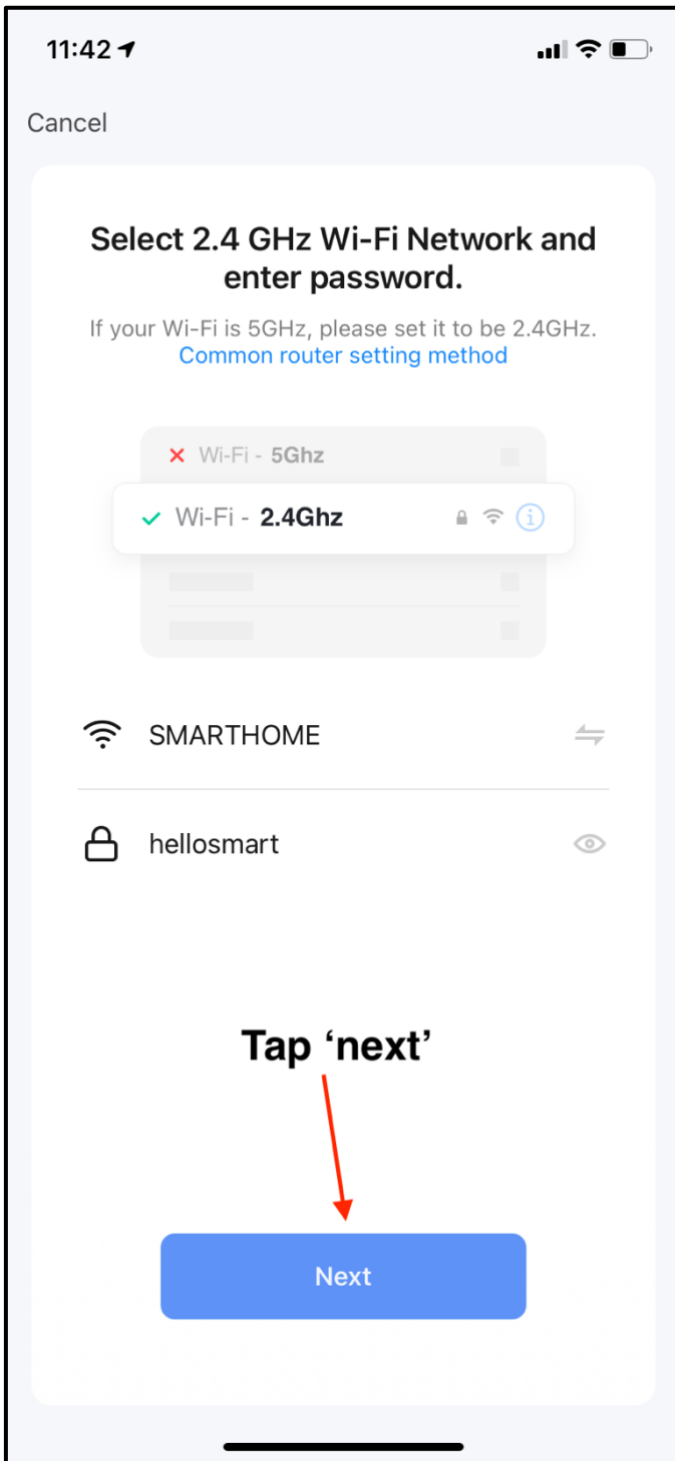 11:42
Cancel
Select 2.4 GHz Wi-Fi Network and
enter password.
If your Wi-Fi is 5GHz, please set it to be 2.4GHz.
Common router setting method
Wi-Fi - 5Ghz
Wi-Fi - 2.4Ghz
SMARTHOME
hellosmart
Tap ‘next’
Next